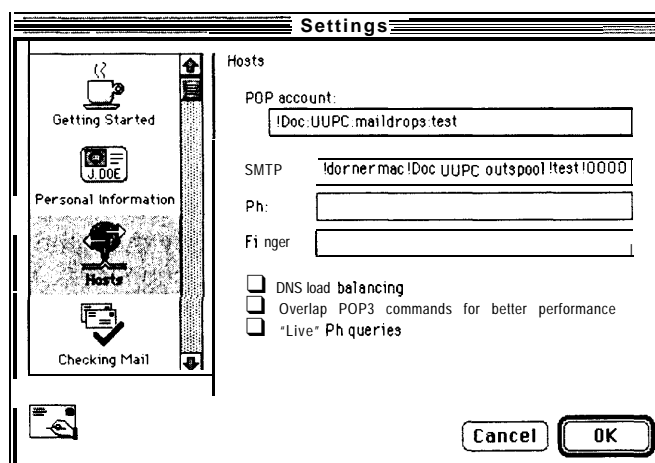 Settings
Getting Started
J. DOE
Personal Information
Hosts
Checking Mail
Hosts
POP account:
!Doc:UUPC:maildrops:test
SMTP
!dornermac!Doc UUPC outspool!test!0000
Ph:
Fi nger
DNS load balancing
Overlap POP3 commands for better performance
"Live" Ph queries
Cancel
OK